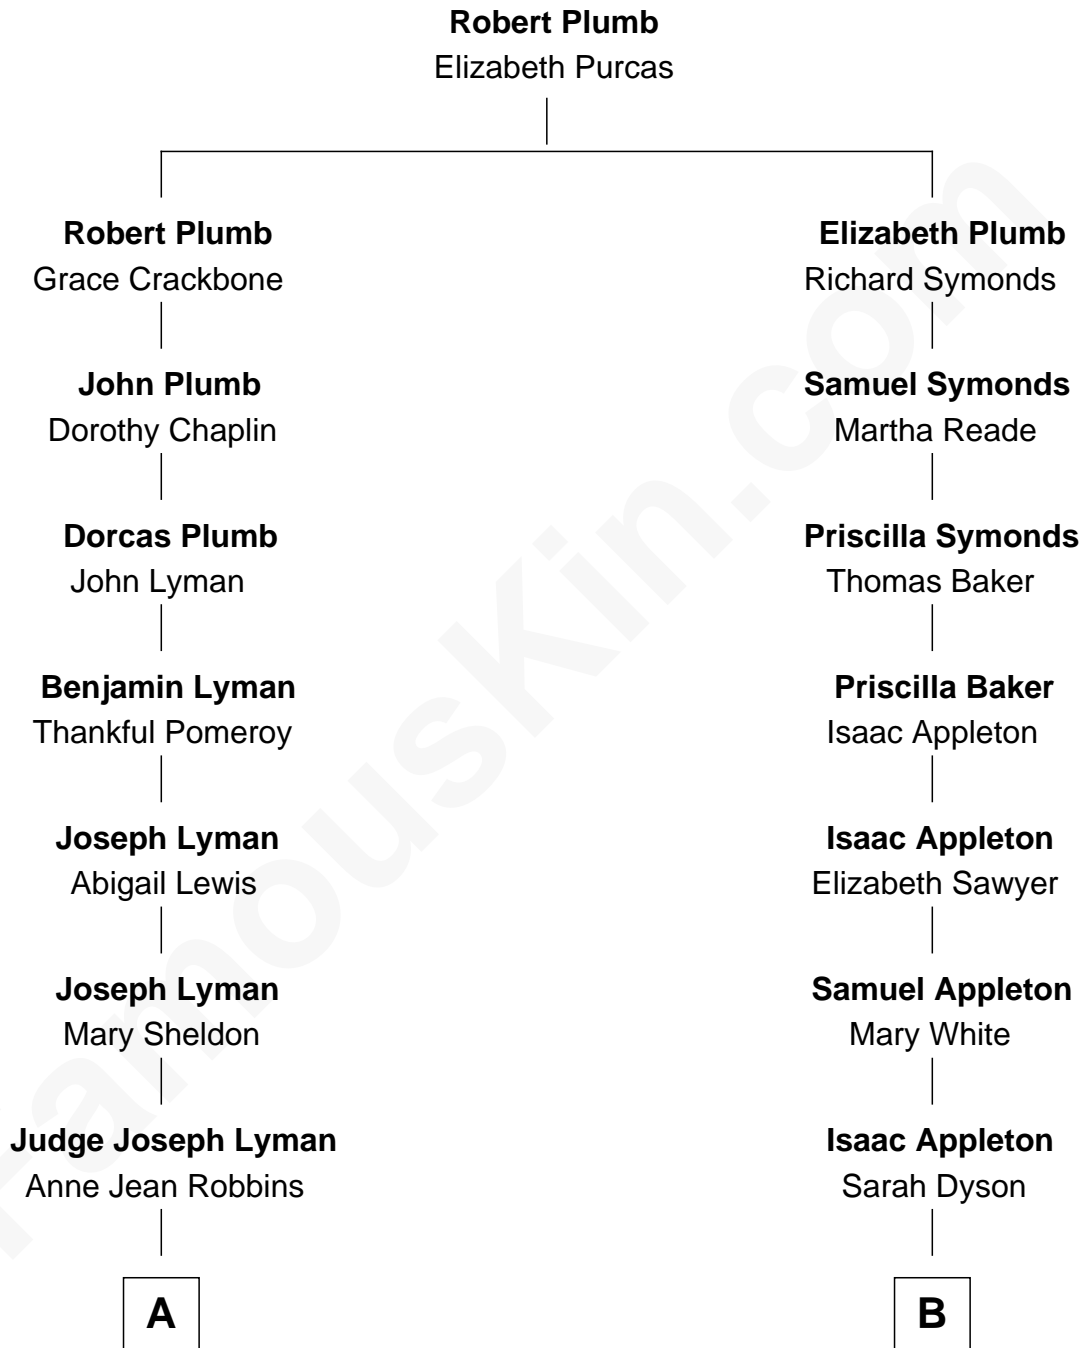 Robert Plumb
Elizabeth Purcas
Robert Plumb
Grace Crackbone
Elizabeth Plumb
Richard Symonds
John Plumb
Dorothy Chaplin
Samuel Symonds
Martha Reade
Dorcas Plumb
John Lyman
Priscilla Symonds
Thomas Baker
Benjamin Lyman
Thankful Pomeroy
Priscilla Baker
Isaac Appleton
Joseph Lyman
Abigail Lewis
Isaac Appleton
Elizabeth Sawyer
Joseph Lyman
Mary Sheldon
Samuel Appleton
Mary White
Judge Joseph Lyman
Anne Jean Robbins
Isaac Appleton
Sarah Dyson
A
B
FamousKin.com